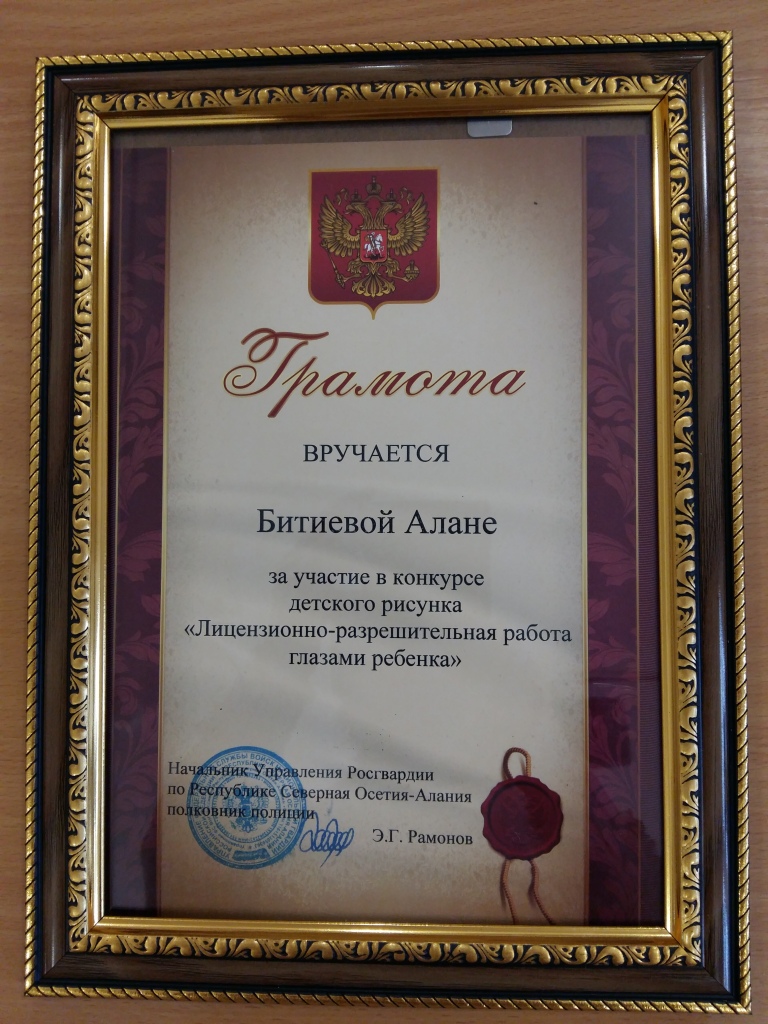 Грамота
ВРУЧАЕТСЯ
Битиевой Алане
за участие в конкурсе
детского рисунка
«Лицензионно-разрешительная работа
глазами ребенка»
Начальник Управления Росгвардии
по Республике Северная Осетия-Алания
полковник полиции
Э.Г. Рамонов